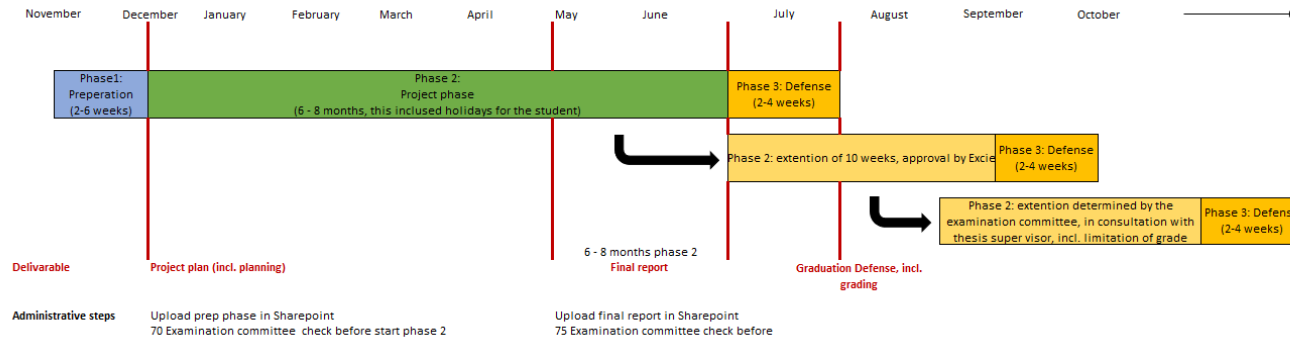 November December January February March April May June July August September October
Phase1:
Preperation
(2-6 weeks)
Phase 2:
Project phase
(6 - 8 months, this inclused holidays for the student)
Phase 3: Defense
(2-4 weeks)
Phase 2: extention of 10 weeks, approval by Excie
Phase 3: Defense
(2-4 weeks)
Phase 2: extention determined by the
examination committee, in consultation with
thesis super visor, incl. limitation of grade
Phase 3: Defens
(2-4 weeks)
6 - 8 months phase 2
Delivarable
Project plan (incl. planning)
Final report
Graduation Defense, incl.
grading
Administrative steps
Upload prep phase in Sharepoint
70 Examination committee check before start phase 2
Upload final report in Sharepoint
75 Examination committee check before